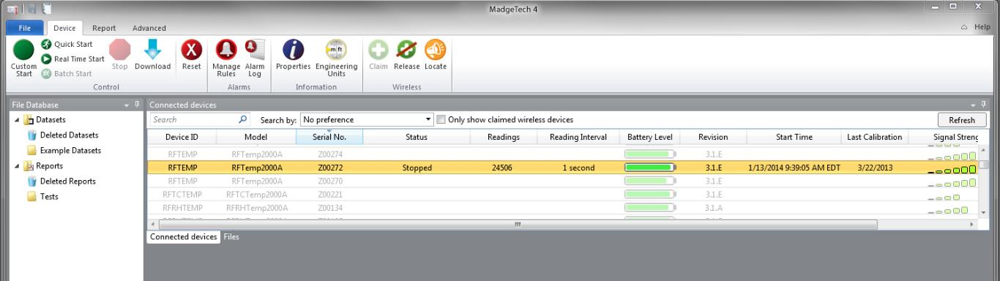 MadgeTech 4
File Device Report Advanced Help
Custom Start
Quick Start
Real Time Start
Batch Start
Stop
Download
Reset
Manage Rules
Alarm Log
Properties
Engineering Units
m/ft
Claim
Release
Locate
Control Alarms Information Wireless
File Database
Datasets
Deleted Datasets
Example Datasets
Reports
Deleted Reports
Tests
Connected devices
Search Search by: No preference Only show claimed wireless devices Refresh
Device ID Model Serial No. Status Readings Reading Interval Battery Level Revision Start Time Last Calibration Signal Streng
RFTEMP RFTemp2000A Z00274 3.1.E
RFTEMP RFTemp2000A Z00272 Stopped 24506 1 second 3.1.E 1/13/2014 9:39:05 AM EDT 3/22/2013
RFTEMP RFTemp2000A Z00270 3.1.E
RFTCTEMP RFTCTemp2000A Z00221 3.1.E
RFRHTEMP RFRHTemp2000A Z00134 3.1.A
Connected devices Files